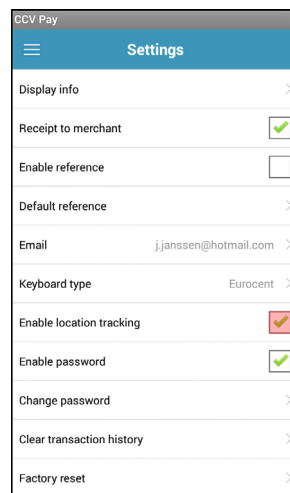 CCV Pay
Settings
Display info
Receipt to merchant
Enable reference
Default reference
Email j.janssen@hotmail.com
Keyboard type Eurocent
Enable location tracking
Enable password
Change password
Clear transaction history
Factory reset